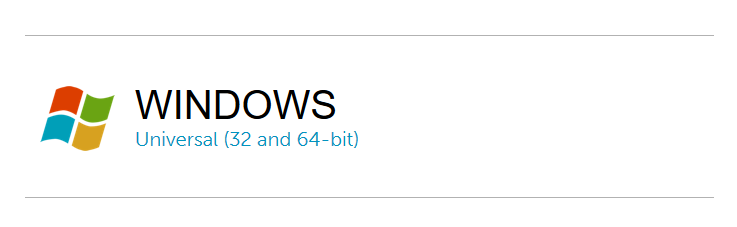 WINDOWS
Universal (32 and 64-bit)